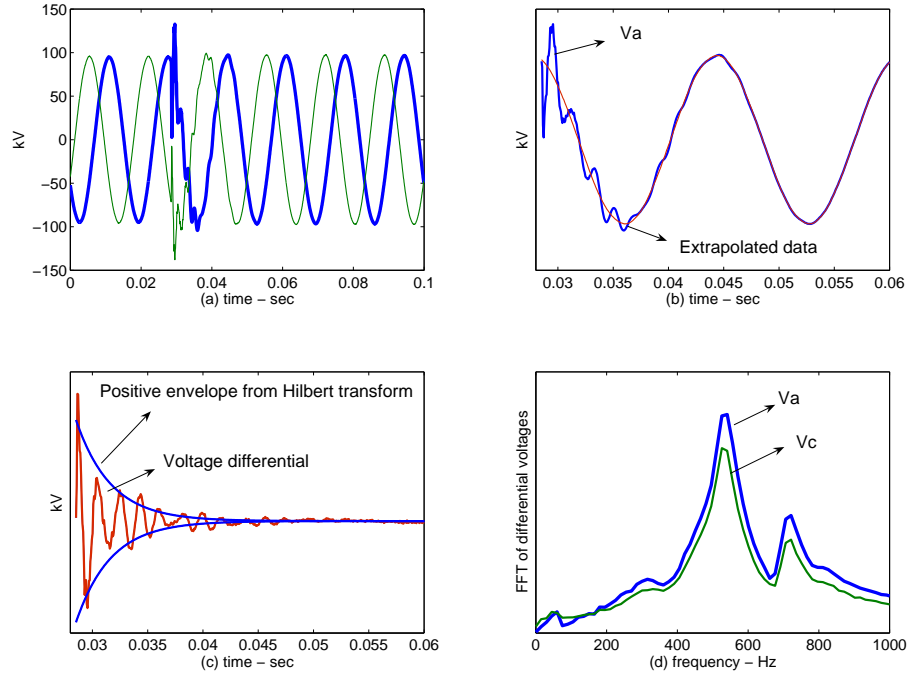 150
100
50
0
−50
−100
−150
kV
0 0.02 0.04 0.06 0.08 0.1
(a) time − sec
Va
Extrapolated data
kV
0.03 0.035 0.04 0.045 0.05 0.055 0.06
(b) time − sec
Positive envelope from Hilbert transform
Voltage differential
kV
0.03 0.035 0.04 0.045 0.05 0.055 0.06
(c) time − sec
Va
Vc
FFT of differential voltages
0 200 400 600 800 1000
(d) frequency − Hz